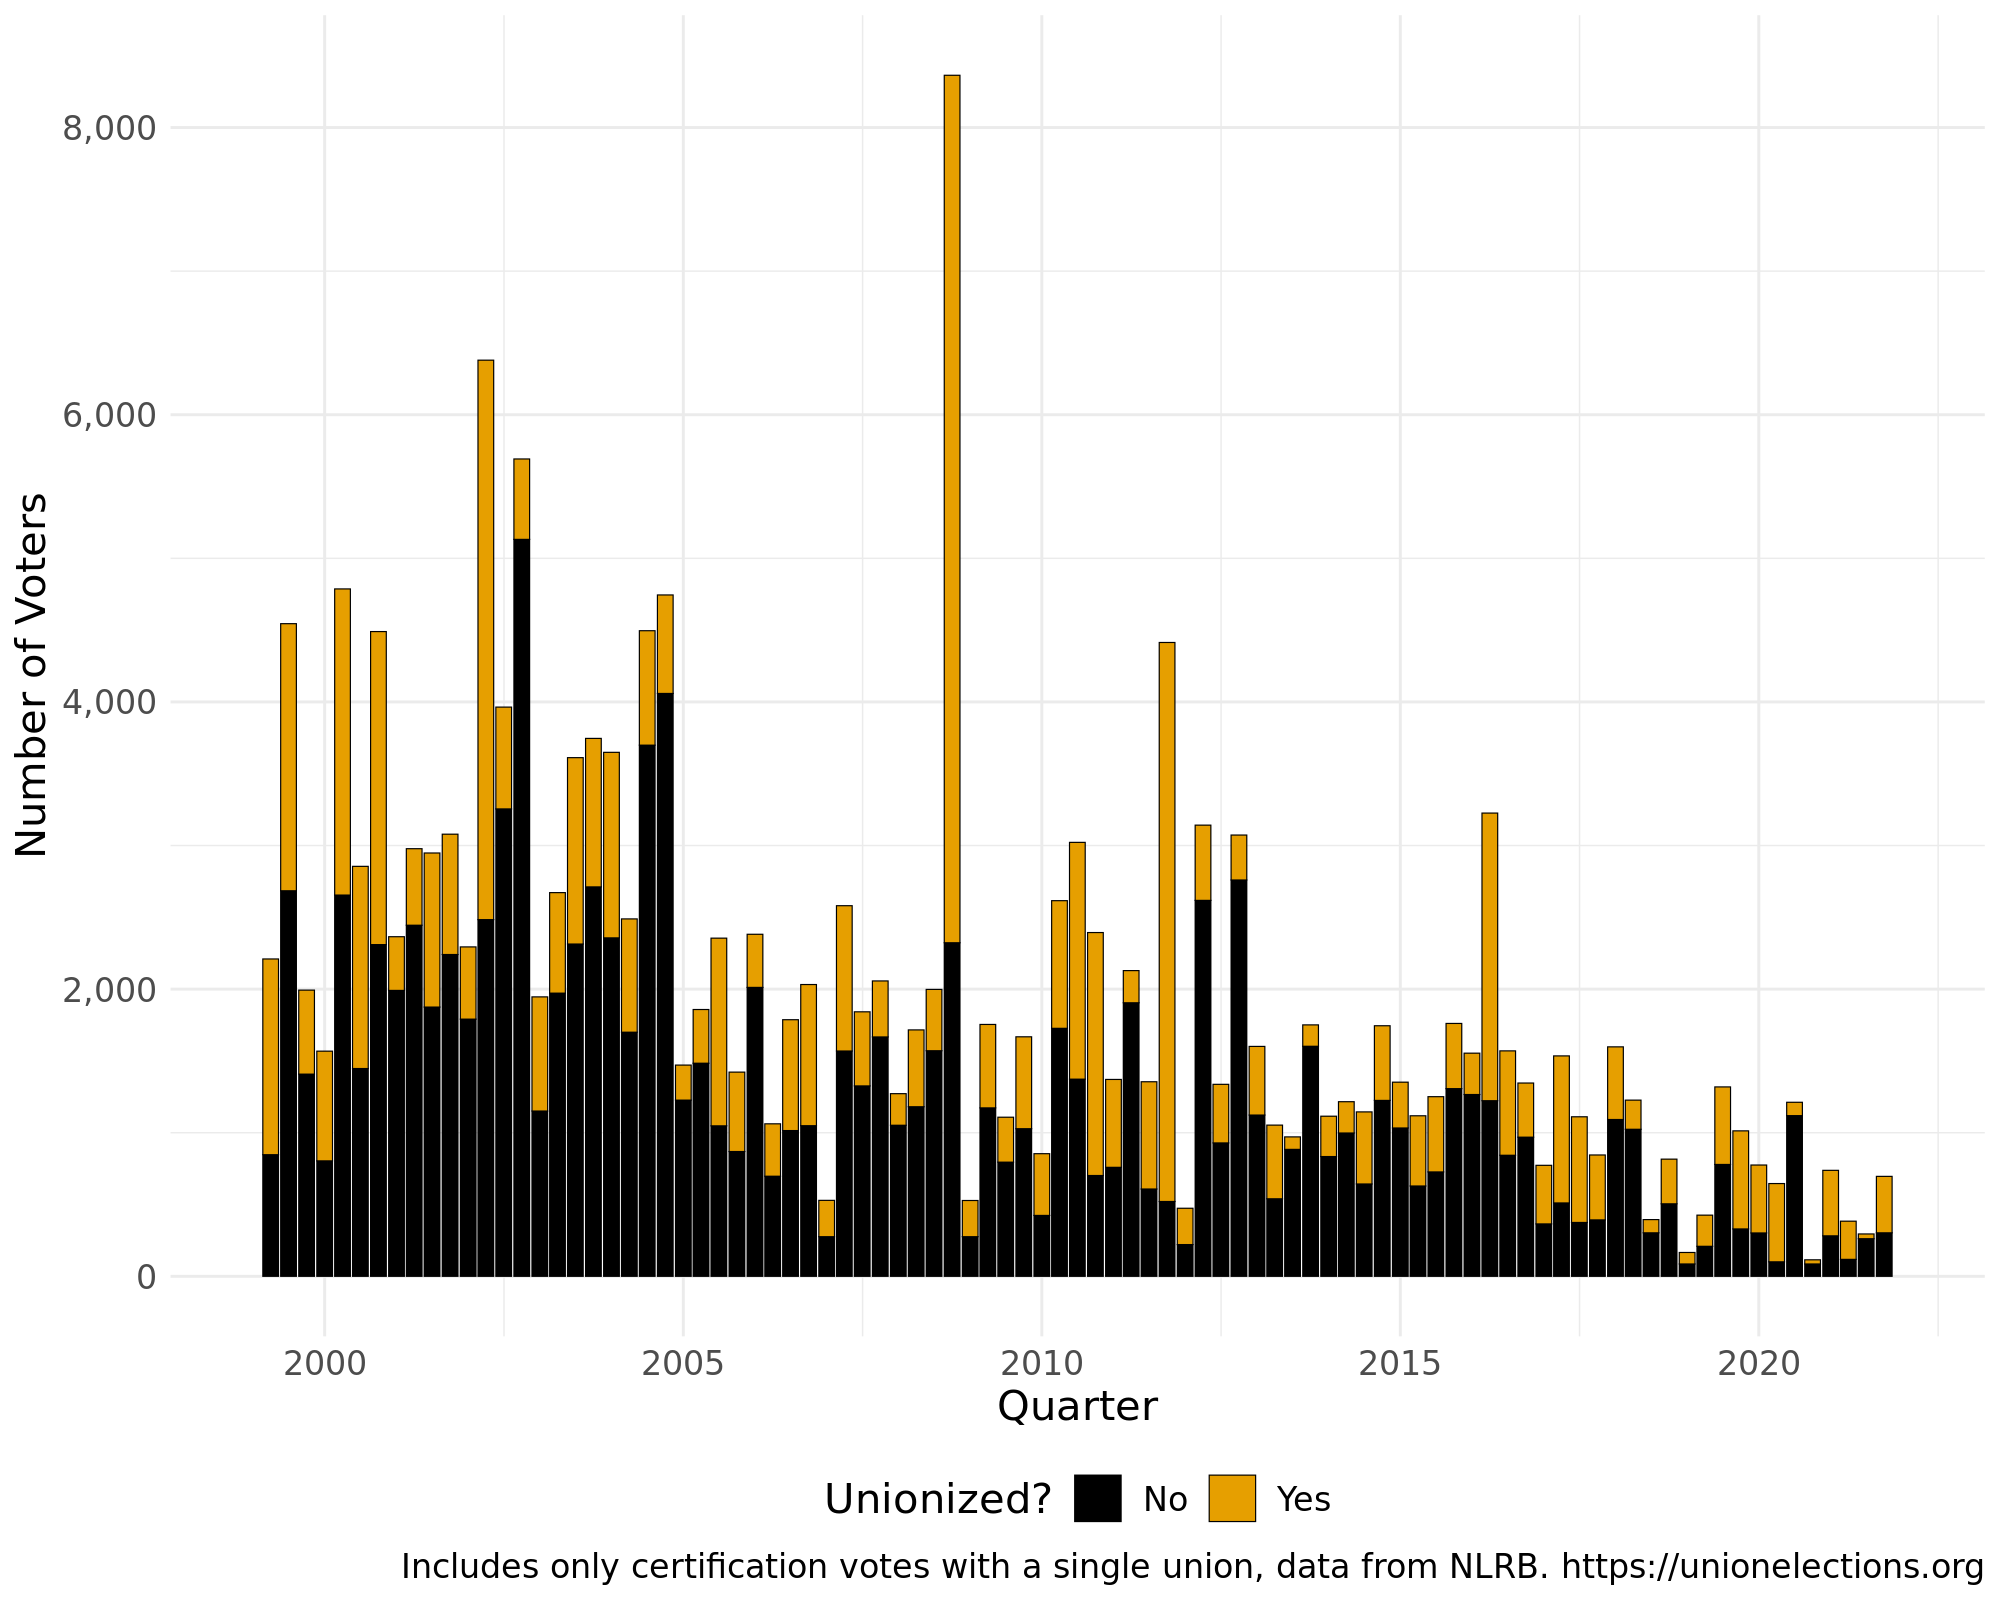 8,000
6,000
4,000
2,000
0
Number of Voters
2000 2005 2010 2015 2020
Quarter
Unionized? No Yes
Includes only certification votes with a single union, data from NLRB. https://unionelections.org